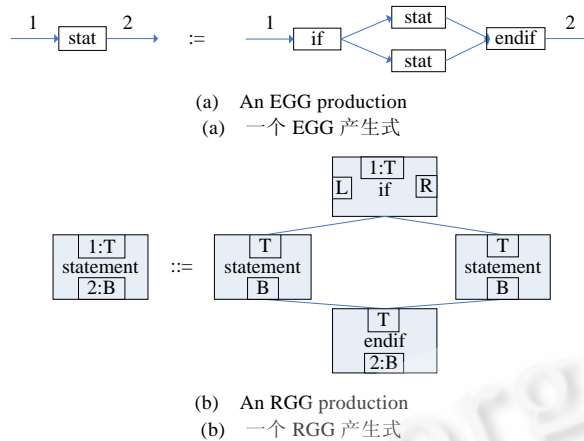 1 2 1 2
stat := if stat endif
stat
(a) An EGG production
(a) 一个 EGG 产生式
1:T
L R
if
1:T T T
statement ::= statement statement
2:B B B
T
endif
2:B
(b) An RGG production
(b) 一个 RGG 产生式
org